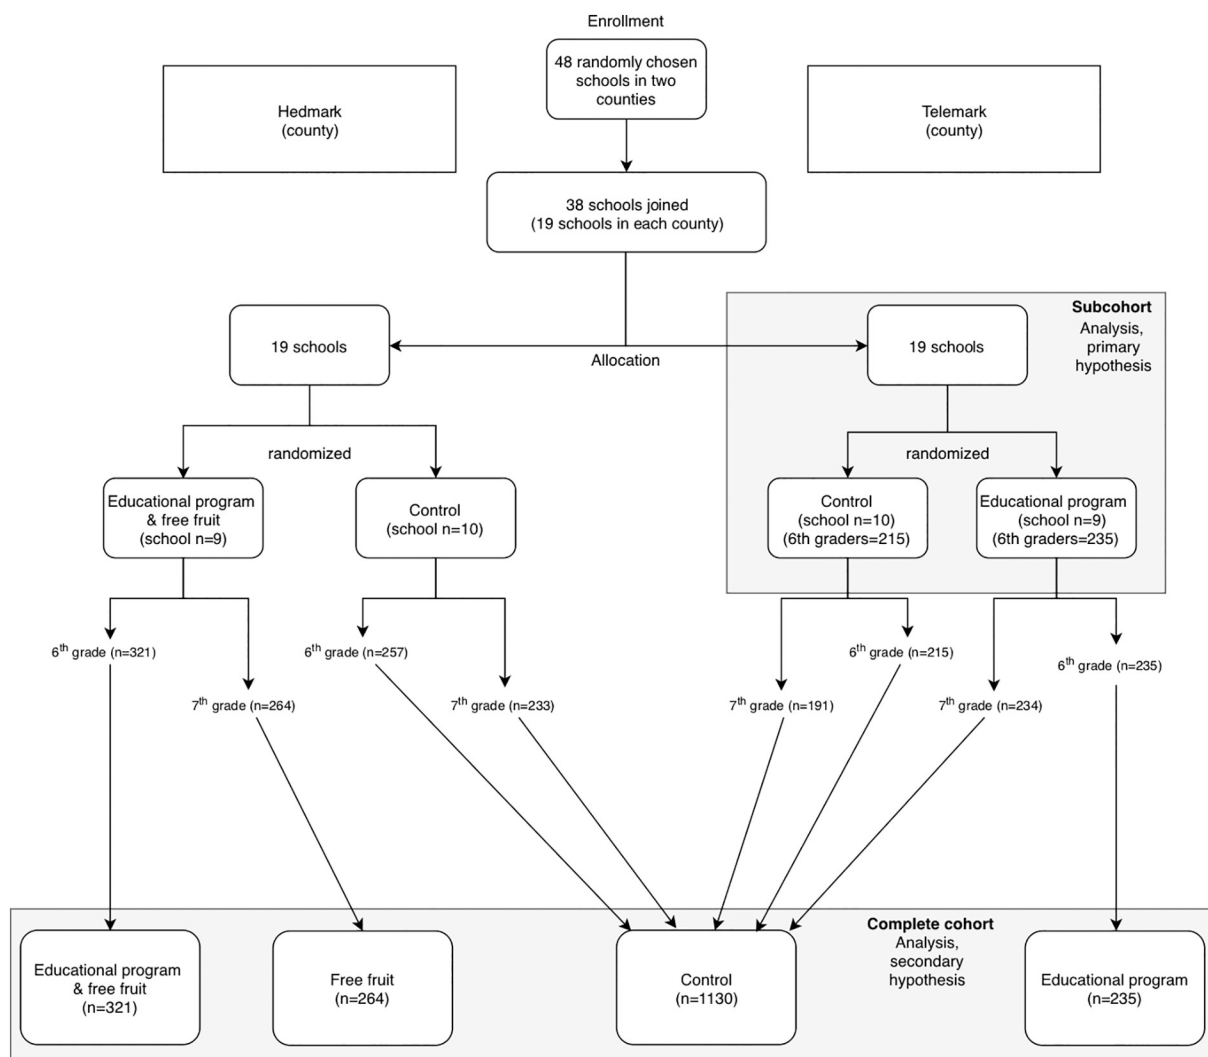 Enrollment
48 randomly chosen
schools in two
counties
Hedmark
(county)
Telemark
(county)
38 schools joined
(19 schools in each county)
Subcohort
Analysis,
primary
hypothesis
19 schools
Allocation
19 schools
randomized
randomized
Educational program
& free fruit
(school n=9)
Control
(school n=10)
Control
(school n=10)
(6th graders=215)
Educational program
(school n=9)
(6th graders=235)
6th grade (n=321)
6th grade (n=257)
6th grade (n=215)
6th grade (n=235)
7th grade (n=264)
7th grade (n=233)
7th grade (n=191)
7th grade (n=234)
Complete cohort
Analysis,
secondary
hypothesis
Educational program
& free fruit
(n=321)
Free fruit
(n=264)
Control
(n=1130)
Educational program
(n=235)